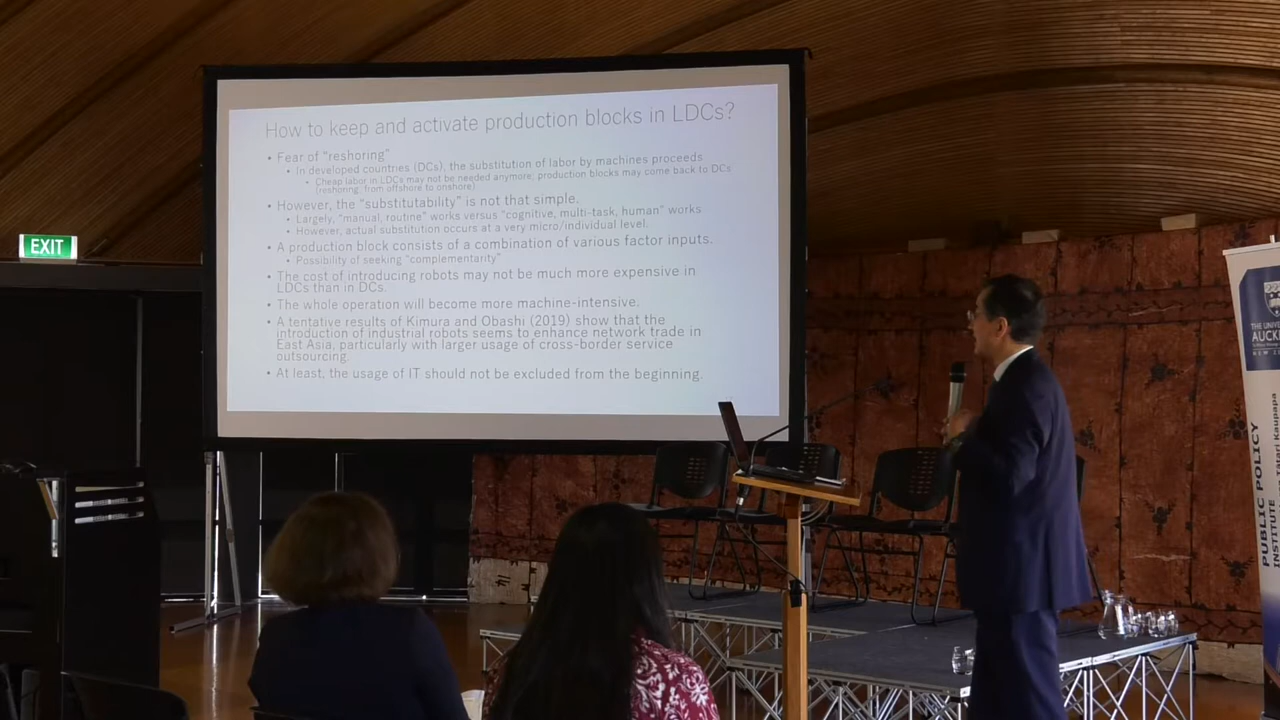 How to keep and activate production blocks in LDCs?
• Fear of "reshoring"
• In developed countries (DCs), the substitution of labor by machines proceeds
• Cheap labor in LDCs may not be needed anymore; production blocks may come back to DCs
(reshoring; from offshore to onshore).
• However, the "substitutability" is not that simple.
• Largely, "manual, routine" works versus "cognitive, multi-task, human" works
• However, actual substitution occurs at a very micro/individual level.
• A production block consists of a combination of various factor inputs.
• Possibility of seeking "complementarity"
• The cost of introducing robots may not be much more expensive in
LDCs than in DCs.
• The whole operation will become more machine-intensive.
• A tentative results of Kimura and Obashi (2019) show that the
introduction of industrial robots seems to enhance network trade in
East Asia, particularly with larger usage of cross-border service
outsourcing.
• At least, the usage of IT should not be excluded from the beginning.
EXIT
PUBLIC POLICY
INSTITUTE